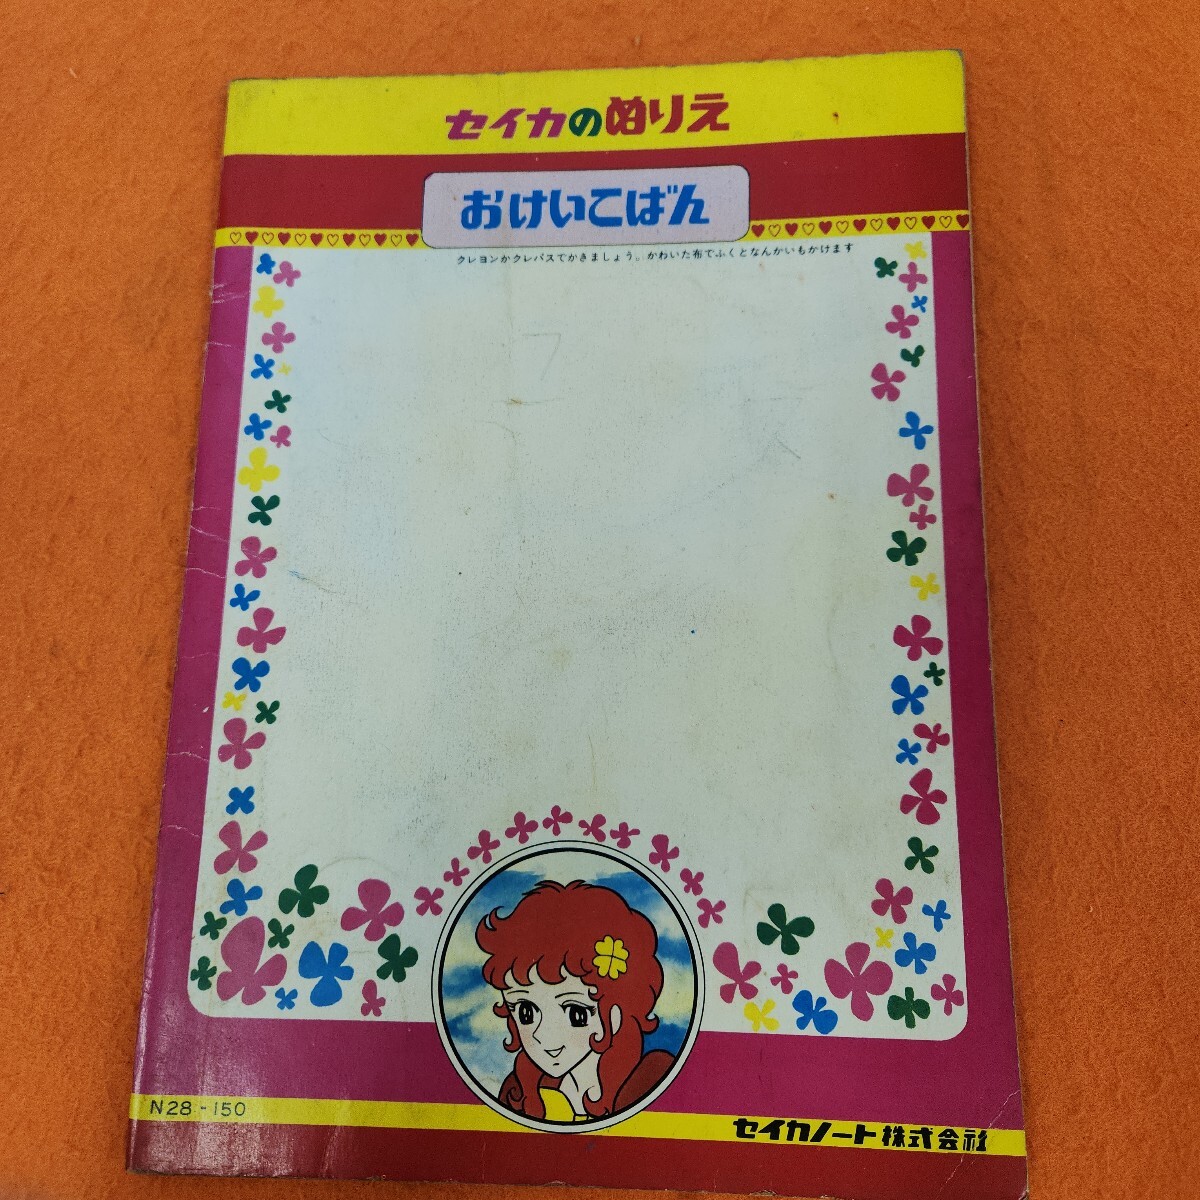 セイカのぬりえ
おけいこばん
クレヨンかクレパスでかきましょう。かわいた布でふくとなんかいもかけます
N28-150
セイカノート株式会社